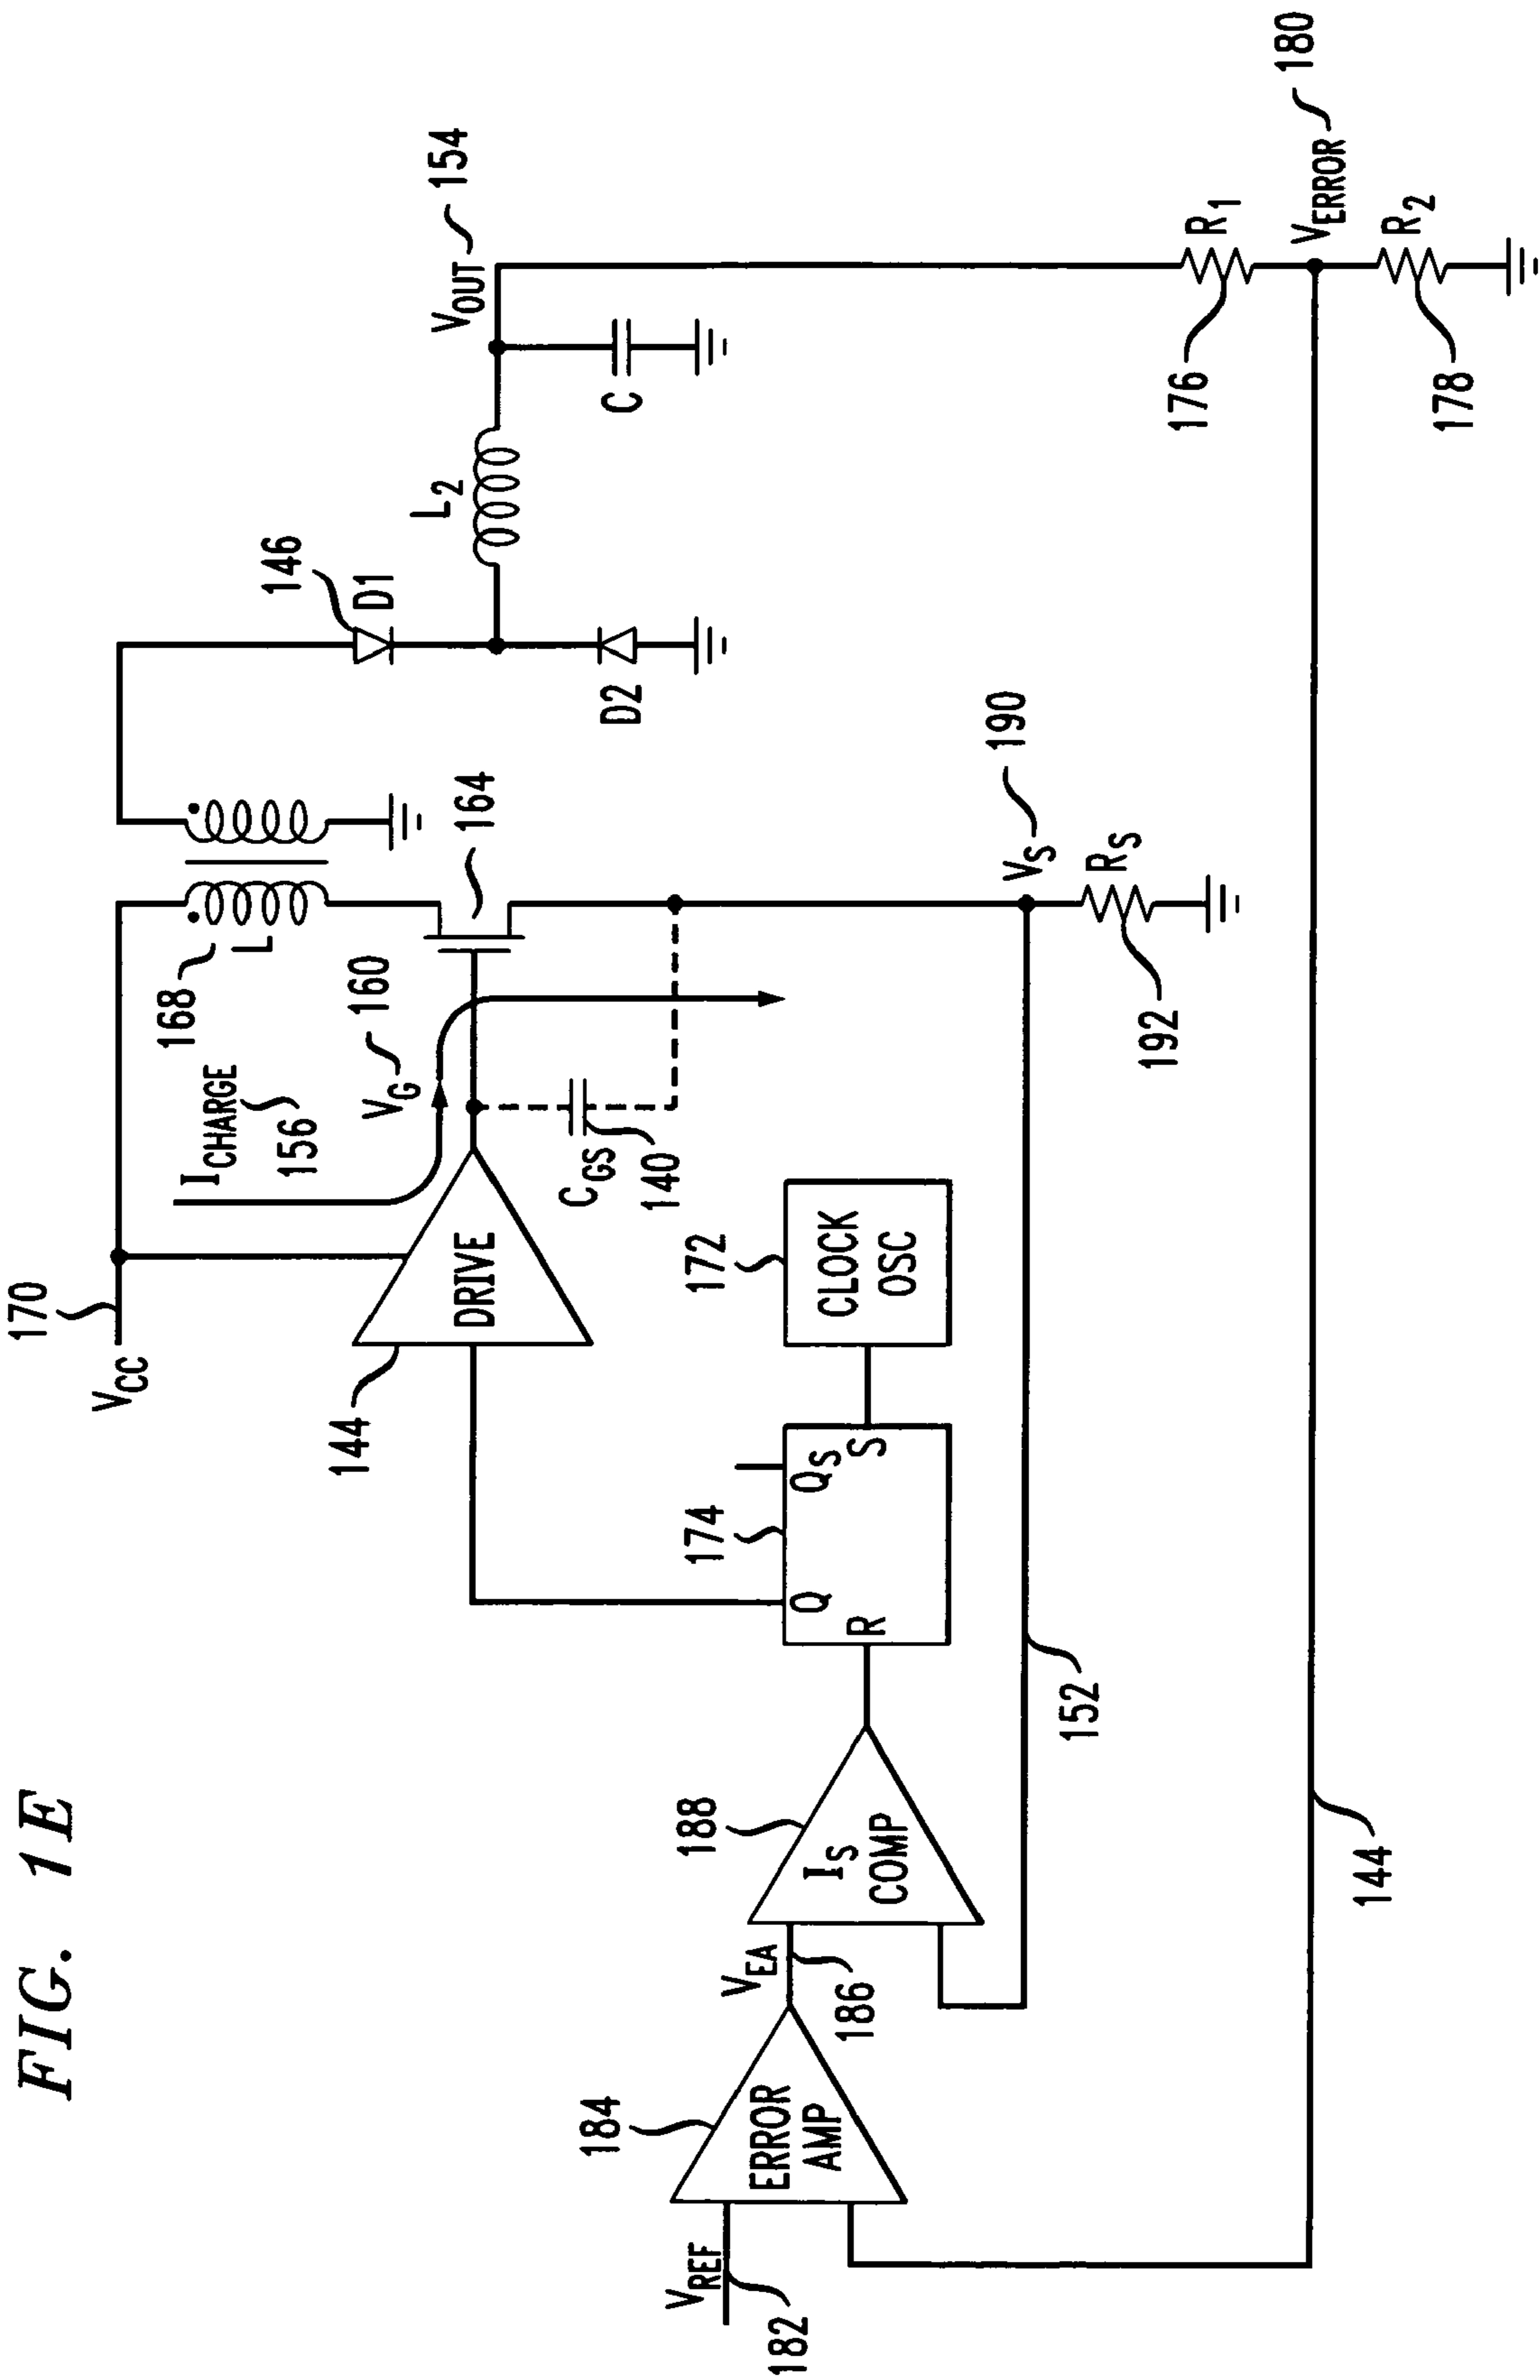 FIG. 1E
170
VCC
ICHARGE
156
168
L
VG
160
164
144
DRIVE
CGS
140
146
D1
D2
L2
C
VOUT
154
172
CLOCK
OSC
174
Q
QS
R
S
188
IS
COMP
VEA
186
184
ERROR
AMP
VREF
182
152
VS
190
RS
192
144
176
R1
VERROR
180
R2
178